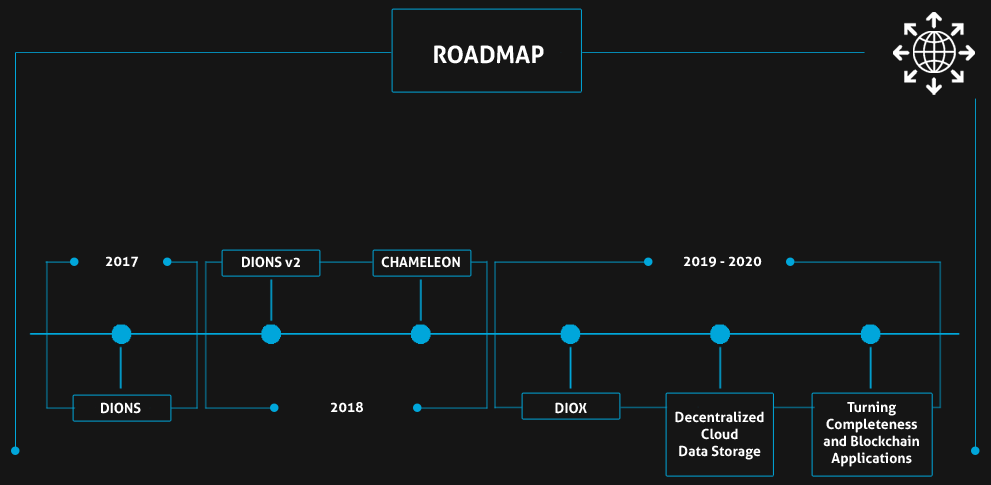 ROADMAP
2017
DIONS v2
CHAMELEON
2019 - 2020
DIONS
2018
DIOX
Decentralized
Cloud
Data Storage
Turning
Completeness
and Blockchain
Applications